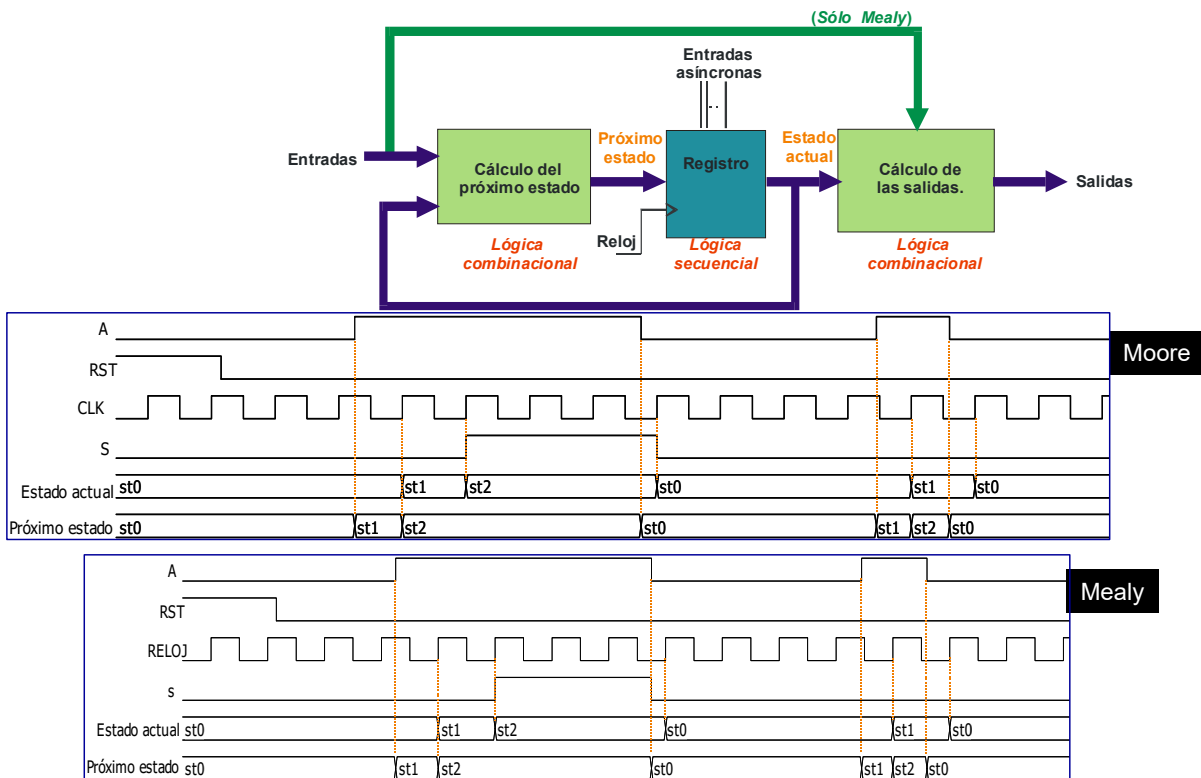 (Sólo Mealy)
Entradas
asíncronas
..
Entradas
Cálculo del
próximo estado
Próximo
estado
Registro
Estado
actual
Cálculo de
las salidas.
Salidas
Reloj
Lógica
combinacional
Lógica
secuencial
Lógica
combinacional
Moore
A
RST
CLK
S
Estado actual st0 st1 st2 st0 st1 st0
Próximo estado st0 st1 st2 st0 st1 st2 st0
Mealy
A
RST
RELOJ
s
Estado actual st0 st1 st2 st0 st1 st0
Próximo estado st0 st1 st2 st0 st1 st2 st0